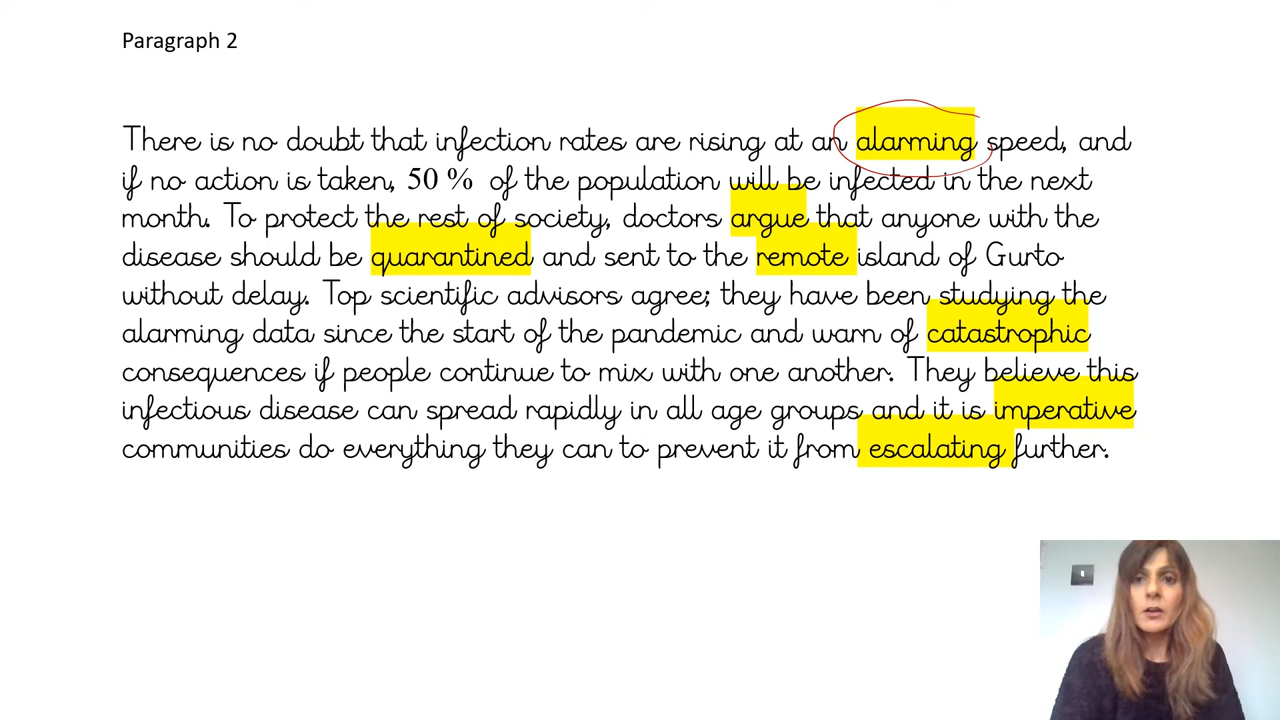 Paragraph 2
There is no doubt that infection rates are rising at an alarming speed, and
if no action is taken, 50 % of the population will be infected in the next
month. To protect the rest of society, doctors argue that anyone with the
disease should be quarantined and sent to the remote island of Gurto
without delay. Top scientific advisors agree; they have been studying the
alarming data since the start of the pandemic and warn of catastrophic
consequences if people continue to mix with one another. They believe this
infectious disease can spread rapidly in all age groups and it is imperative
communities do everything they can to prevent it from escalating further.